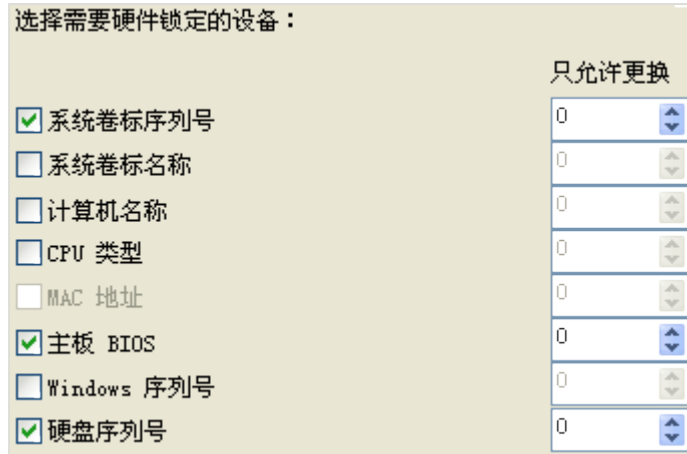 选择需要硬件锁定的设备：
只允许更换
系统卷标序列号 0
系统卷标名称 0
计算机名称 0
CPU 类型 0
MAC 地址 0
主板 BIOS 0
Windows 序列号 0
硬盘序列号 0